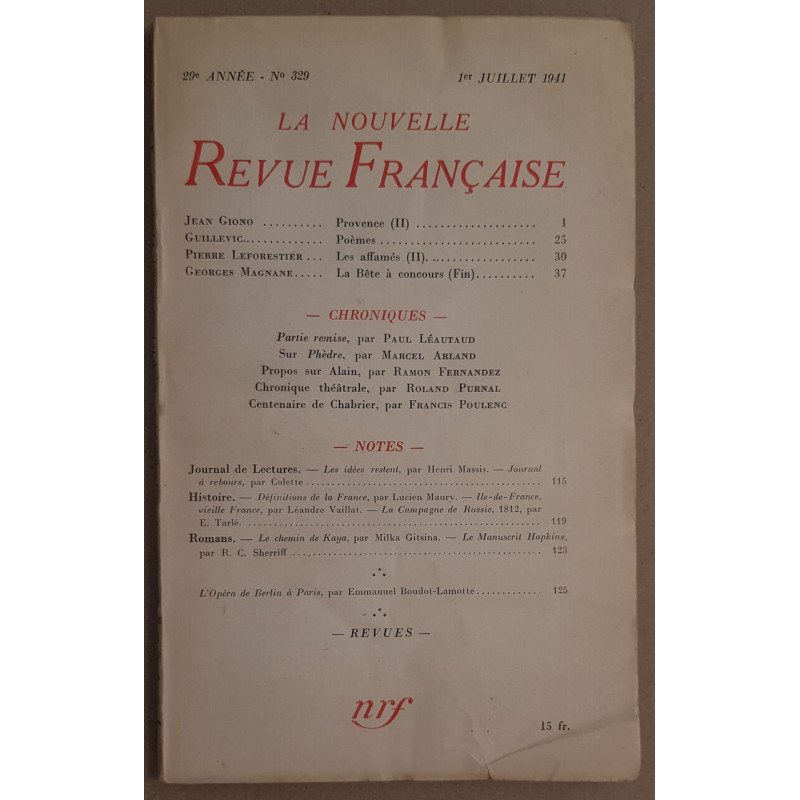 29e ANNÉE - No 329 1er JUILLET 1941
LA NOUVELLE
REVUE FRANÇAISE
JEAN GIONO .......... Provence (II) .................... 1
GUILLEVIC.............. Poèmes .......................... 25
PIERRE LEFORESTIER ... Les affamés (II). .................. 30
GEORGES MAGNANE..... La Bête à concours (Fin).......... 37
— CHRONIQUES —
Partie remise, par PAUL LÉAUTAUD
Sur Phèdre, par MARCEL ARLAND
Propos sur Alain, par RAMON FERNANDEZ
Chronique théâtrale, par ROLAND PURNAL
Centenaire de Chabrier, par FRANCIS POULENC
— NOTES —
Journal de Lectures. — Les idées restent, par Henri Massis. — Journal
à rebours, par Colette ............................................. 115
Histoire. — Définitions de la France, par Lucien Maury. — Ile-de-France,
vieille France, par Léandre Vaillat. — La Campagne de Russie, 1812, par
E. Tarlé. ........................................................ 119
Romans. — Le chemin de Kaya, par Milka Gitsina. — Le Manuscrit Hopkins,
par R. C. Sherriff ................................................ 123
L'Opéra de Berlin à Paris, par Emmanuel Boudot-Lamotte............. 125
— REVUES —
nrf
15 fr.